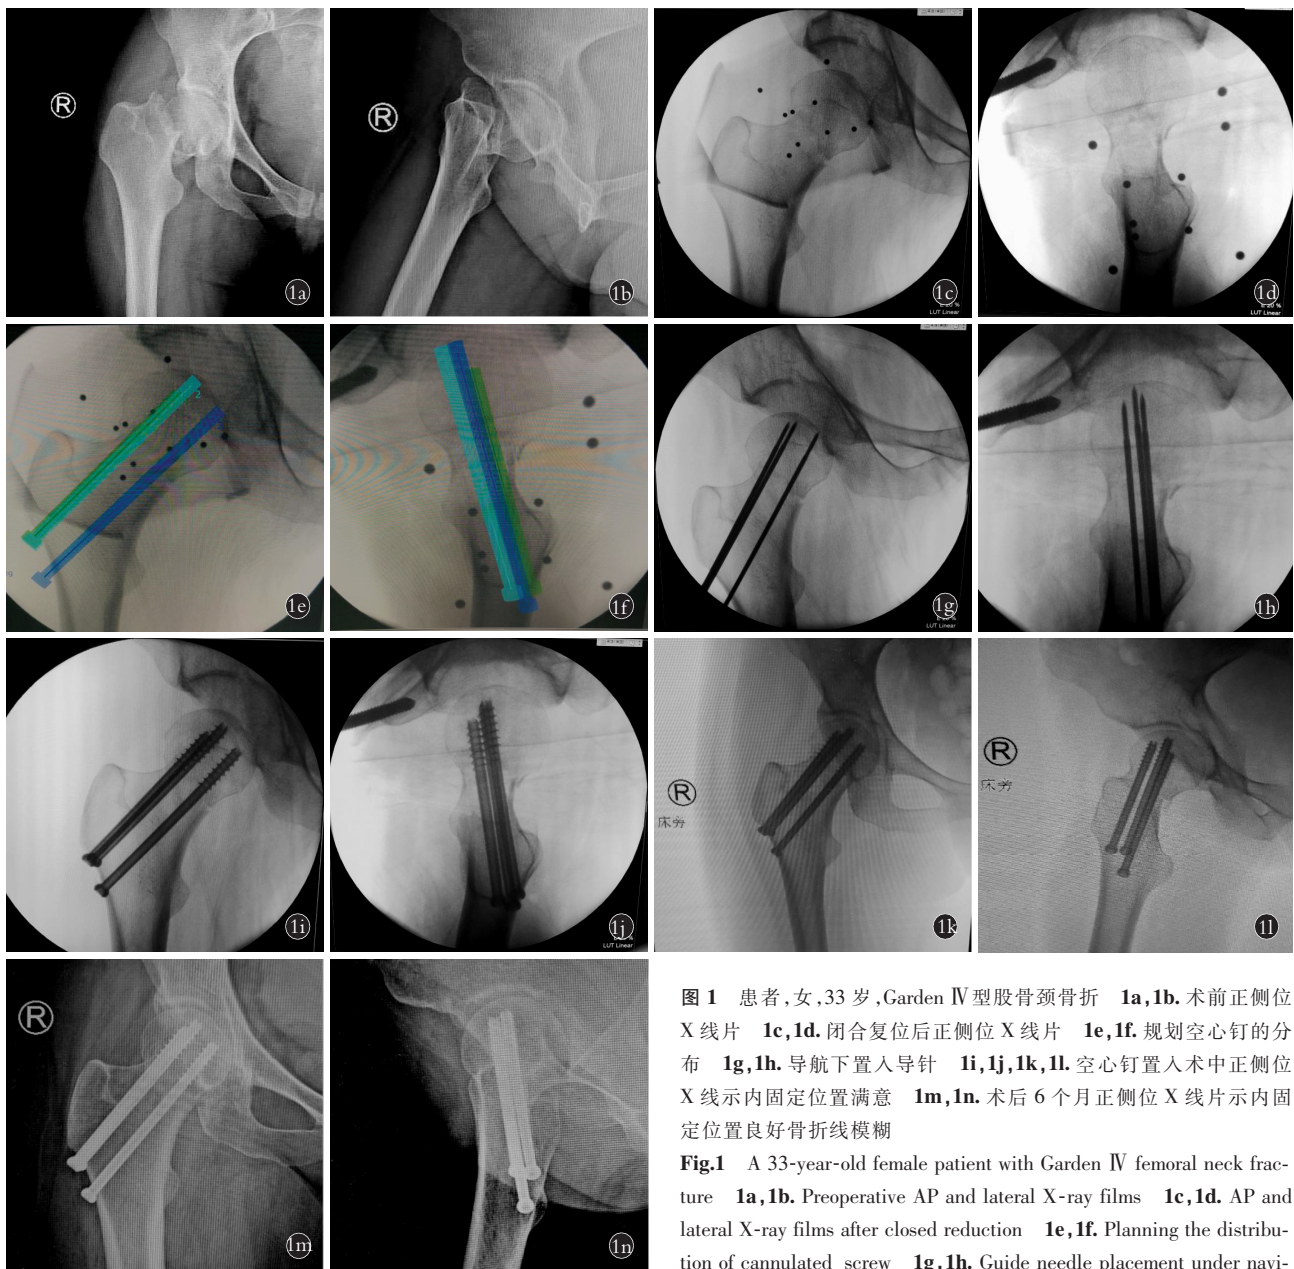 R
1a
R
1b
1c
LUT Linear
1d
LUT Linear
2
1e
1f
1g
LUT Linear
1h
1i
1j
LUT Linear
R
床旁
1k
R
床旁
1l
R
1m
1n
图 1 患者,女,33 岁,Garden Ⅳ型股骨颈骨折 1a,1b. 术前正侧位
X 线片 1c,1d. 闭合复位后正侧位 X 线片 1e,1f. 规划空心钉的分
布 1g,1h. 导航下置入导针 1i,1j,1k,1l. 空心钉置入术中正侧位
X 线示内固定位置满意 1m,1n. 术后 6 个月正侧位 X 线片示内固
定位置良好骨折线模糊
Fig.1 A 33-year-old female patient with Garden Ⅳ femoral neck frac-
ture 1a,1b. Preoperative AP and lateral X-ray films 1c,1d. AP and
lateral X-ray films after closed reduction 1e,1f. Planning the distribu-
tion of cannulated screw 1g,1h. Guide needle placement under navi-